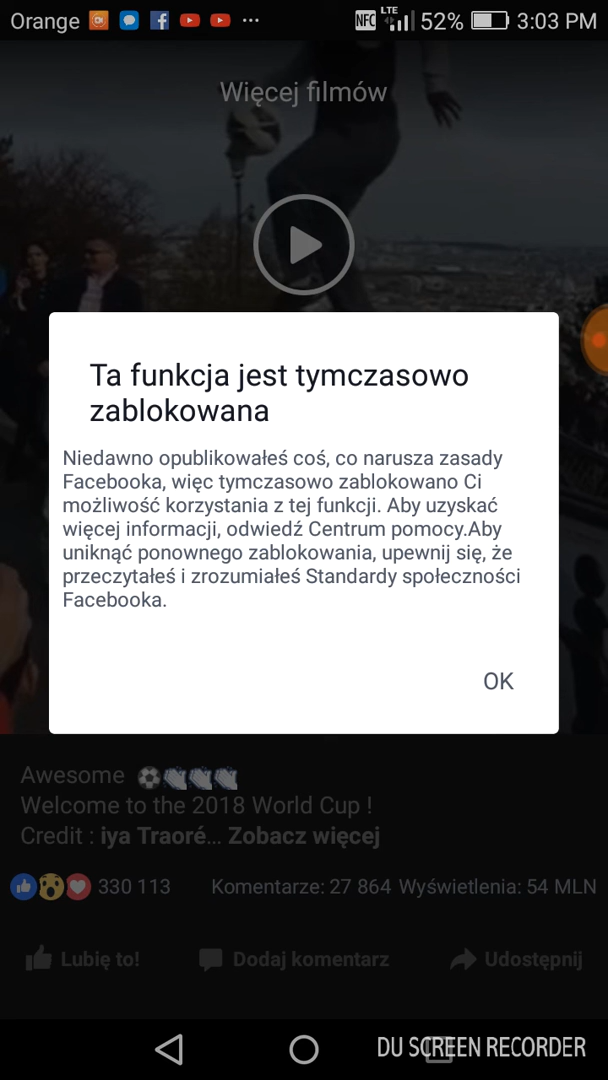 Orange ... NFC LTE 52% 3:03 PM
Więcej filmów
Ta funkcja jest tymczasowo
zablokowana
Niedawno opublikowałeś coś, co narusza zasady
Facebooka, więc tymczasowo zablokowano Ci
możliwość korzystania z tej funkcji. Aby uzyskać
więcej informacji, odwiedź Centrum pomocy.Aby
uniknąć ponownego zablokowania, upewnij się, że
przeczytałeś i zrozumiałeś Standardy społeczności
Facebooka.
OK
Awesome ⚽👏👏👏
Welcome to the 2018 World Cup !
Credit : iya Traoré... Zobacz więcej
330 113 Komentarze: 27 864 Wyświetlenia: 54 MLN
Lubię to! Dodaj komentarz Udostępnij
DU SCREEN RECORDER